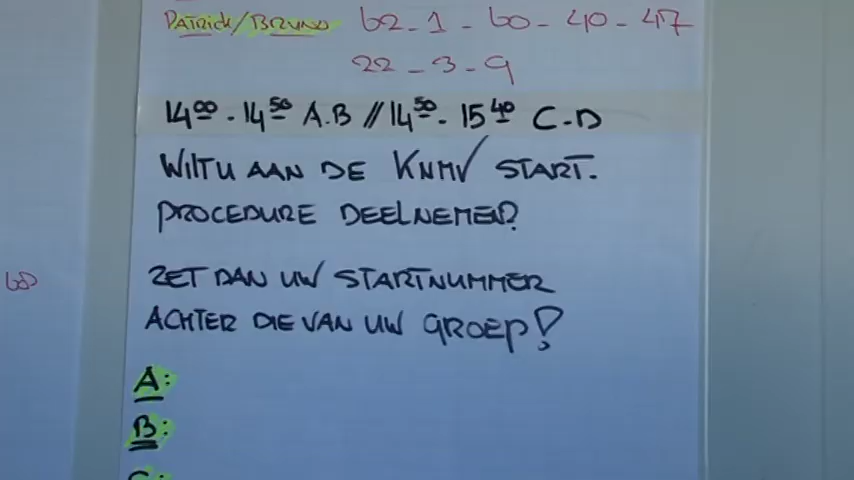 PATRICK/BRUNO 62-1-60-40-47
22-3-9
14⁰⁰-14⁵⁰ A.B // 14⁵⁰-15⁴⁰ C-D
WILT U AAN DE KNMV START-
PROCEDURE DEELNEMEN?
ZET DAN UW STARTNUMMER
ACHTER DIE VAN UW GROEP!
A:
B:
C: